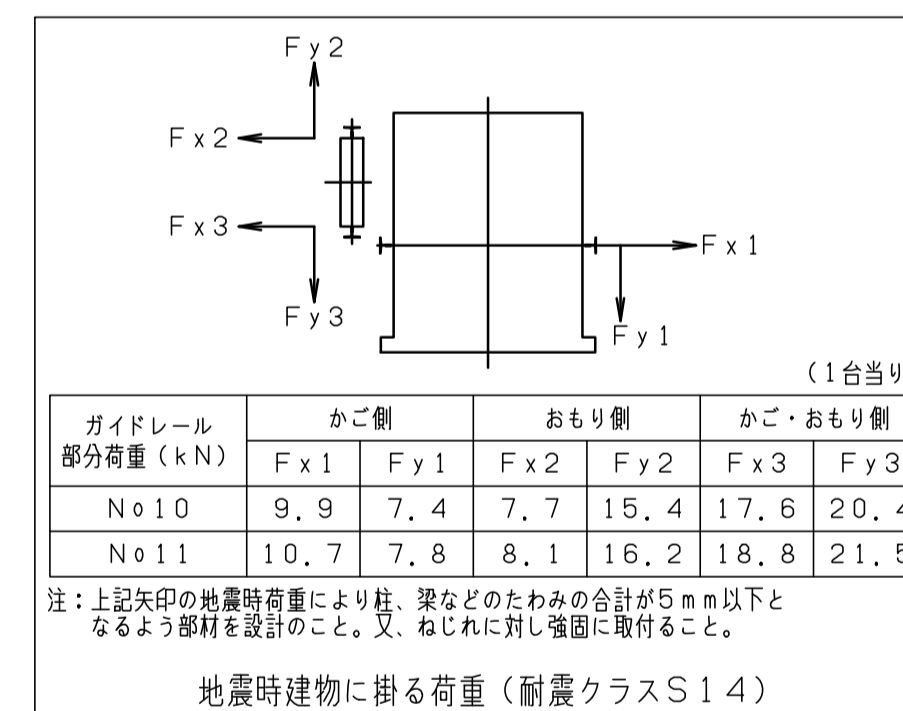 Fy2
Fx2
Fx3
Fx1
Fy3
Fy1
(1台当り
ガイドレール
部分荷重(kN)
かご側 おもり側 かご・おもり側
Fx1 Fy1 Fx2 Fy2 Fx3 Fy3
No10 9.9 7.4 7.7 15.4 17.6 20.4
No11 10.7 7.8 8.1 16.2 18.8 21.5
注:上記矢印の地震時荷重により柱、梁などのたわみの合計が5mm以下と
なるよう部材を設計のこと。又、ねじれに対し強固に取付ること。
地震時建物に掛る荷重(耐震クラスS14)